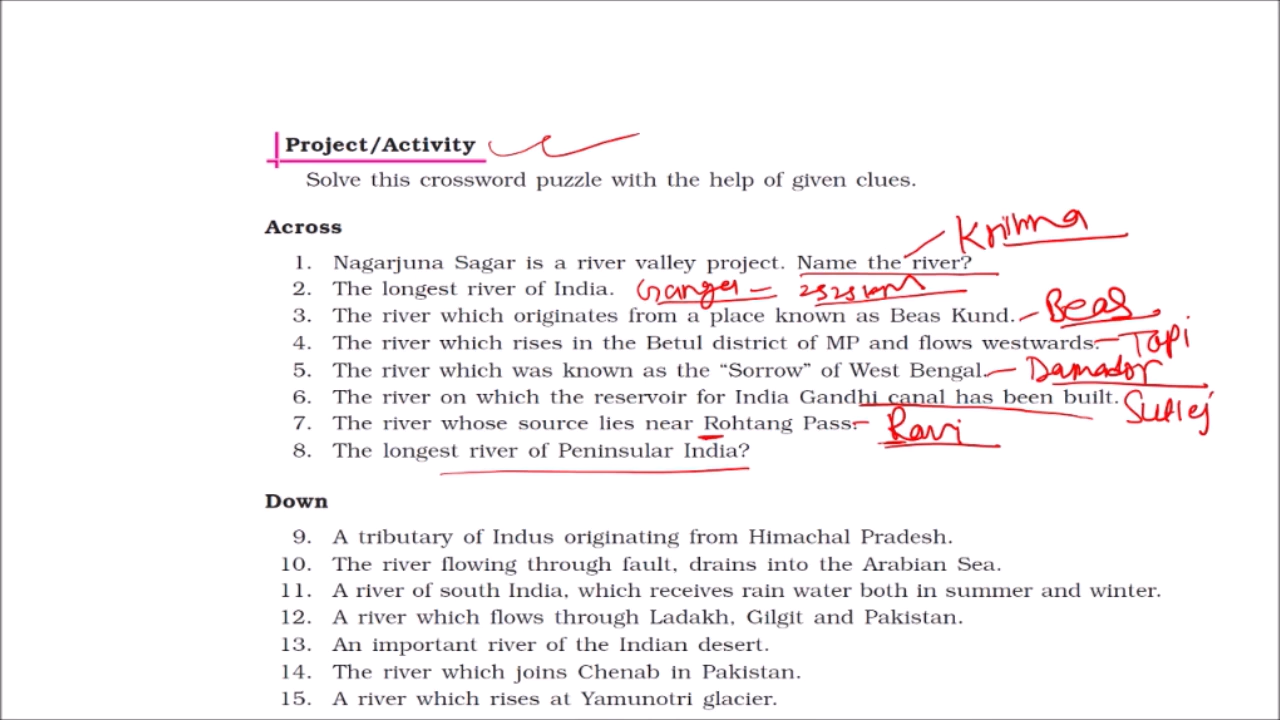 Project/Activity
Solve this crossword puzzle with the help of given clues.
Across
Krishna
1. Nagarjuna Sagar is a river valley project. Name the river?
2. The longest river of India. Ganges – 2525 km
3. The river which originates from a place known as Beas Kund. – Beas
4. The river which rises in the Betul district of MP and flows westwards. – Tapi
5. The river which was known as the “Sorrow” of West Bengal. – Damador
6. The river on which the reservoir for India Gandhi canal has been built. Sutlej
7. The river whose source lies near Rohtang Pass. – Ravi
8. The longest river of Peninsular India?
Down
9. A tributary of Indus originating from Himachal Pradesh.
10. The river flowing through fault, drains into the Arabian Sea.
11. A river of south India, which receives rain water both in summer and winter.
12. A river which flows through Ladakh, Gilgit and Pakistan.
13. An important river of the Indian desert.
14. The river which joins Chenab in Pakistan.
15. A river which rises at Yamunotri glacier.